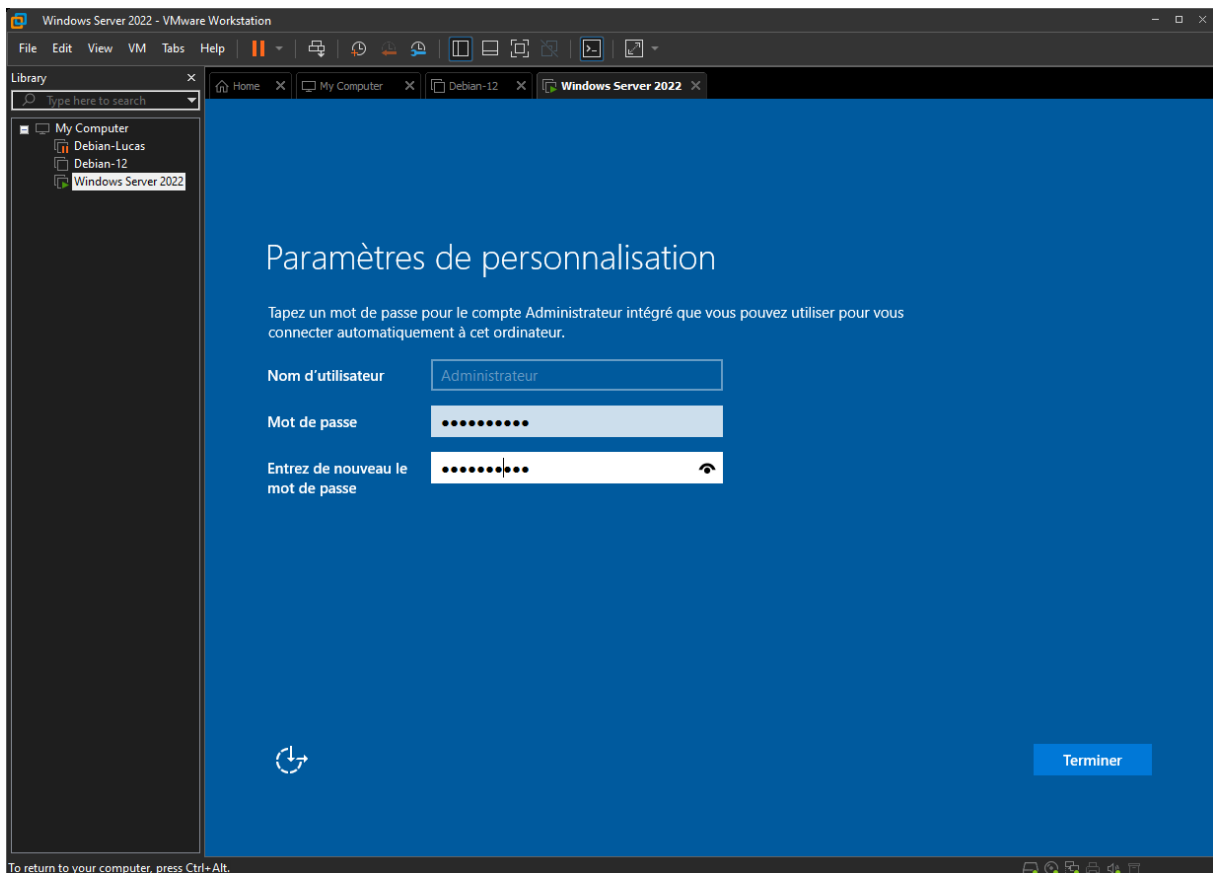 Windows Server 2022 - VMware Workstation
File Edit View VM Tabs Help
Library
Type here to search
My Computer
Debian-Lucas
Debian-12
Windows Server 2022
Home My Computer Debian-12 Windows Server 2022
Paramètres de personnalisation
Tapez un mot de passe pour le compte Administrateur intégré que vous pouvez utiliser pour vous
connecter automatiquement à cet ordinateur.
Nom d'utilisateur Administrateur
Mot de passe ••••••••••
Entrez de nouveau le ••••••••••
mot de passe
Terminer
To return to your computer, press Ctrl+Alt.